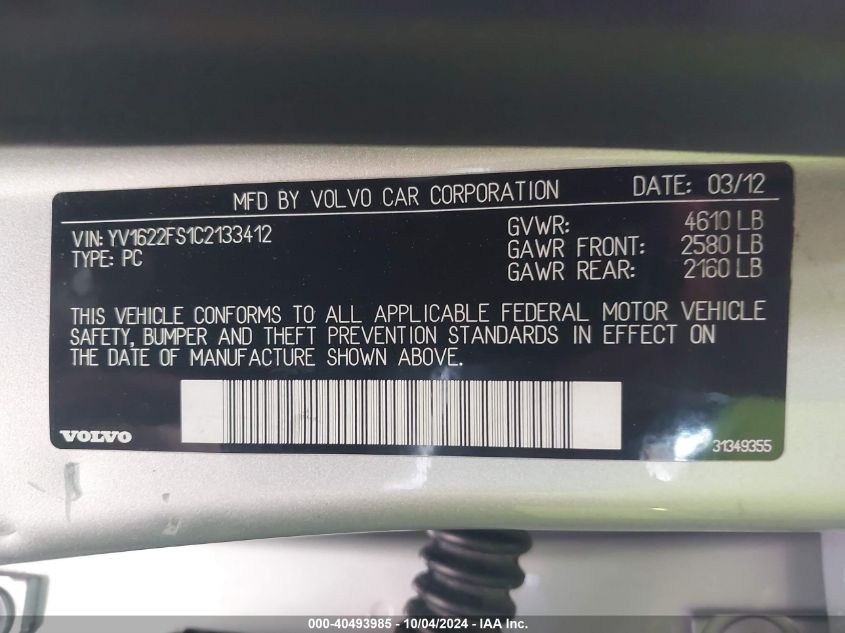 MFD BY VOLVO CAR CORPORATION DATE: 03/12
VIN: YV1622FS1C2133412
TYPE: PC
GVWR: 4610 LB
GAWR FRONT: 2580 LB
GAWR REAR: 2160 LB
THIS VEHICLE CONFORMS TO ALL APPLICABLE FEDERAL MOTOR VEHICLE
SAFETY, BUMPER AND THEFT PREVENTION STANDARDS IN EFFECT ON
THE DATE OF MANUFACTURE SHOWN ABOVE.
VOLVO
31349355
000-40493985 - 10/04/2024 - IAA Inc.